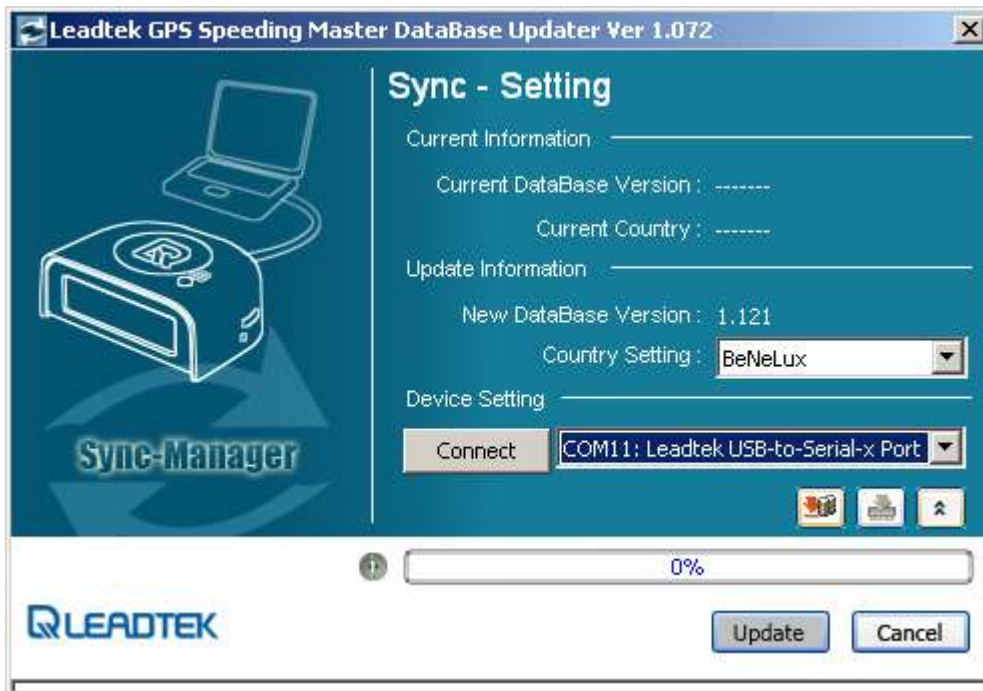 Leadtek GPS Speeding Master DataBase Updater Ver 1.072
Sync - Setting
Current Information
Current DataBase Version : -------
Current Country : -------
Update Information
New DataBase Version : 1.121
Country Setting : BeNeLux
Device Setting
Connect COM11: Leadtek USB-to-Serial-x Port
Sync-Manager
0%
LEADTEK
Update Cancel